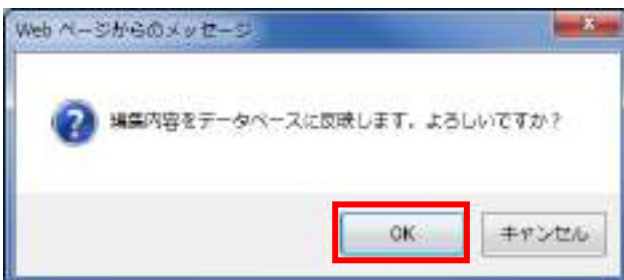 Web ページからのメッセージ
編集内容をデータベースに反映します。よろしいですか?
OK
キャンセル